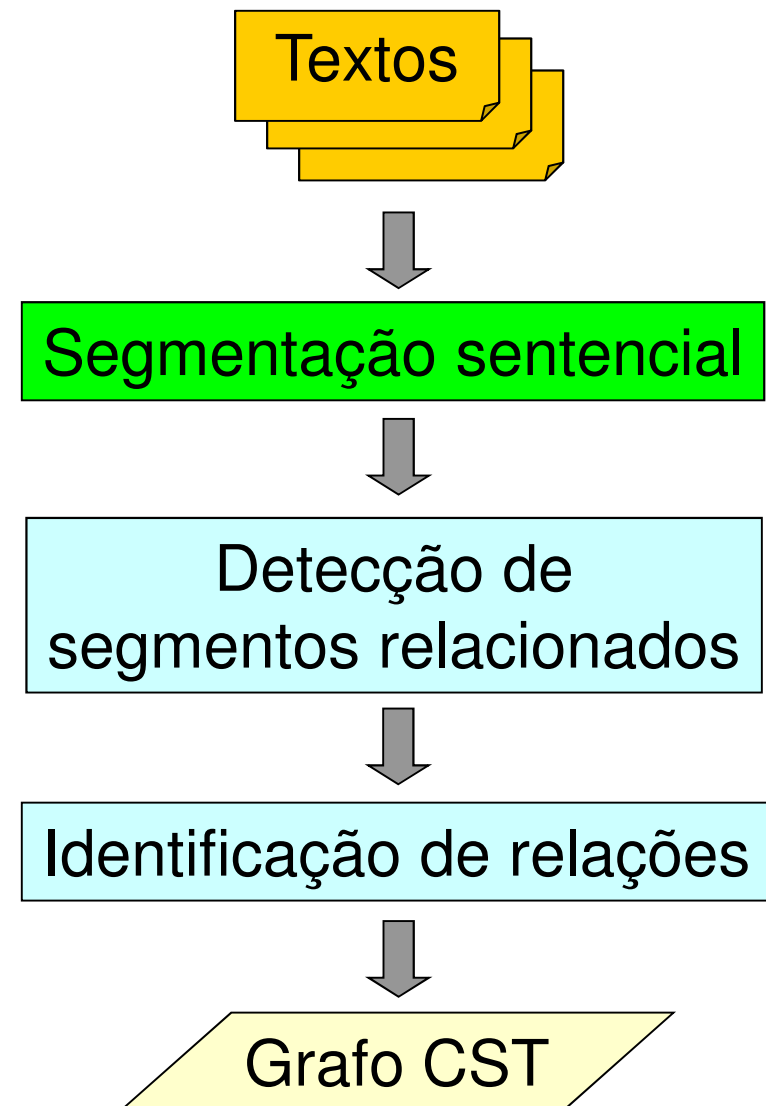 Textos
Segmentação sentencial
Detecção de
segmentos relacionados
Identificação de relações
Grafo CST